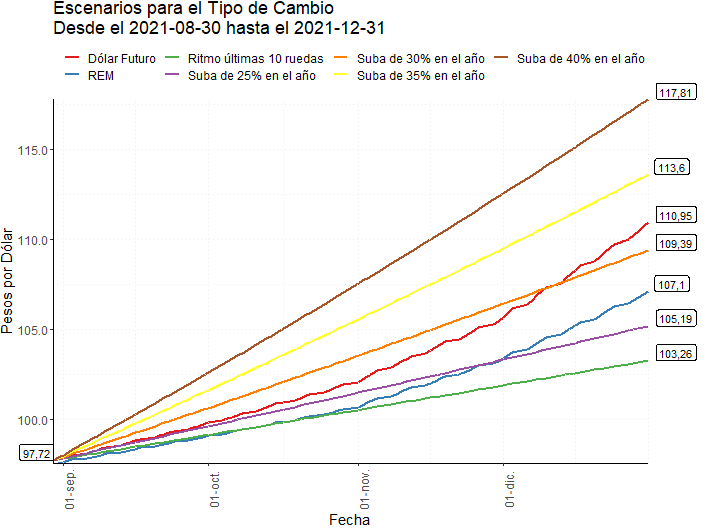 Escenarios para el Tipo de Cambio
Desde el 2021-08-30 hasta el 2021-12-31
Dólar Futuro Ritmo últimas 10 ruedas Suba de 30% en el año Suba de 40% en el año
REM Suba de 25% en el año Suba de 35% en el año
117,81
115.0
113,6
110,95
110.0
109,39
107,1
105.0
105,19
103,26
100.0
97,72
Pesos por Dólar
01-sep. 01-oct. 01-nov. 01-dic.
Fecha